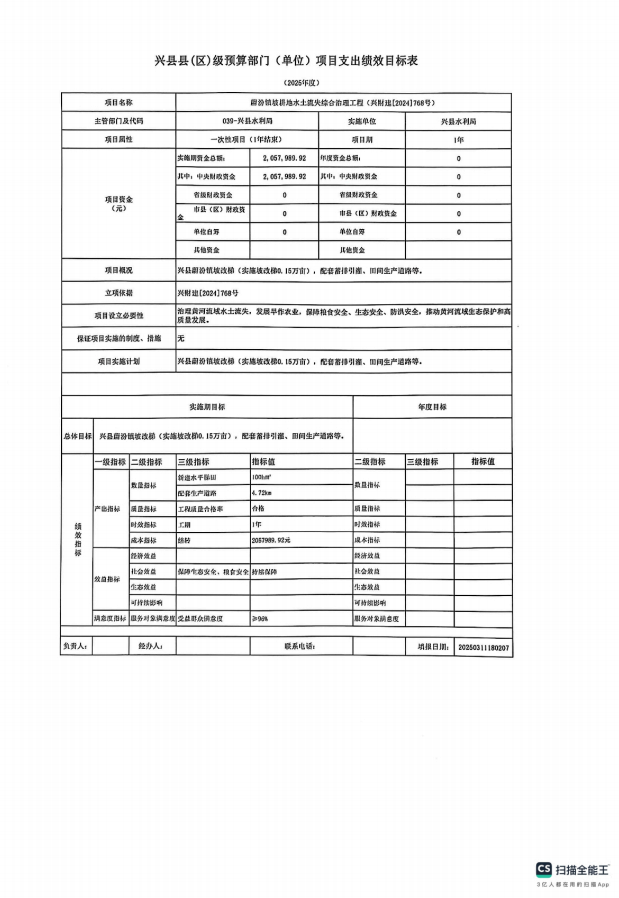 兴县县(区)级预算部门（单位）项目支出绩效目标表
（2025年度）
项目名称 蔚汾镇坡耕地水土流失综合治理工程（兴财建[2024]768号）
主管部门及代码 039-兴县水利局 实施单位 兴县水利局
项目属性 一次性项目（1年结束） 项目期 1年
项目资金（元）
实施期资金总额： 2,057,989.92 年度资金总额： 0
其中：中央财政资金 2,057,989.92 其中：中央财政资金 0
省级财政资金 0 省级财政资金 0
市县（区）财政资金 0 市县（区）财政资金 0
单位自筹 0 单位自筹 0
其他资金 其他资金
项目概况 兴县蔚汾镇坡改梯（实施坡改梯0.15万亩），配套蓄排引灌、田间生产道路等。
立项依据 兴财建[2024]768号
项目设立必要性 治理黄河流域水土流失，发展旱作农业，保障粮食安全、生态安全、防洪安全，推动黄河流域生态保护和高质量发展。
保证项目实施的制度、措施 无
项目实施计划 兴县蔚汾镇坡改梯（实施坡改梯0.15万亩），配套蓄排引灌、田间生产道路等。
实施期目标 年度目标
总体目标 兴县蔚汾镇坡改梯（实施坡改梯0.15万亩），配套蓄排引灌、田间生产道路等。
绩效指标
一级指标 二级指标 三级指标 指标值 二级指标 三级指标 指标值
产出指标 数量指标 新建水平梯田 100hm² 数量指标
配套生产道路 4.72km
质量指标 工程质量合格率 合格 质量指标
时效指标 工期 1年 时效指标
成本指标 结转 2057989.92元 成本指标
效益指标 经济效益 经济效益
社会效益 保障生态安全、粮食安全 持续保障 社会效益
生态效益 生态效益
可持续影响 可持续影响
满意度指标 服务对象满意度 受益群众满意度 ≥96% 服务对象满意度
负责人： 经办人： 联系电话： 填报日期： 20250311180207
CS 扫描全能王
3亿人都在用的扫描App